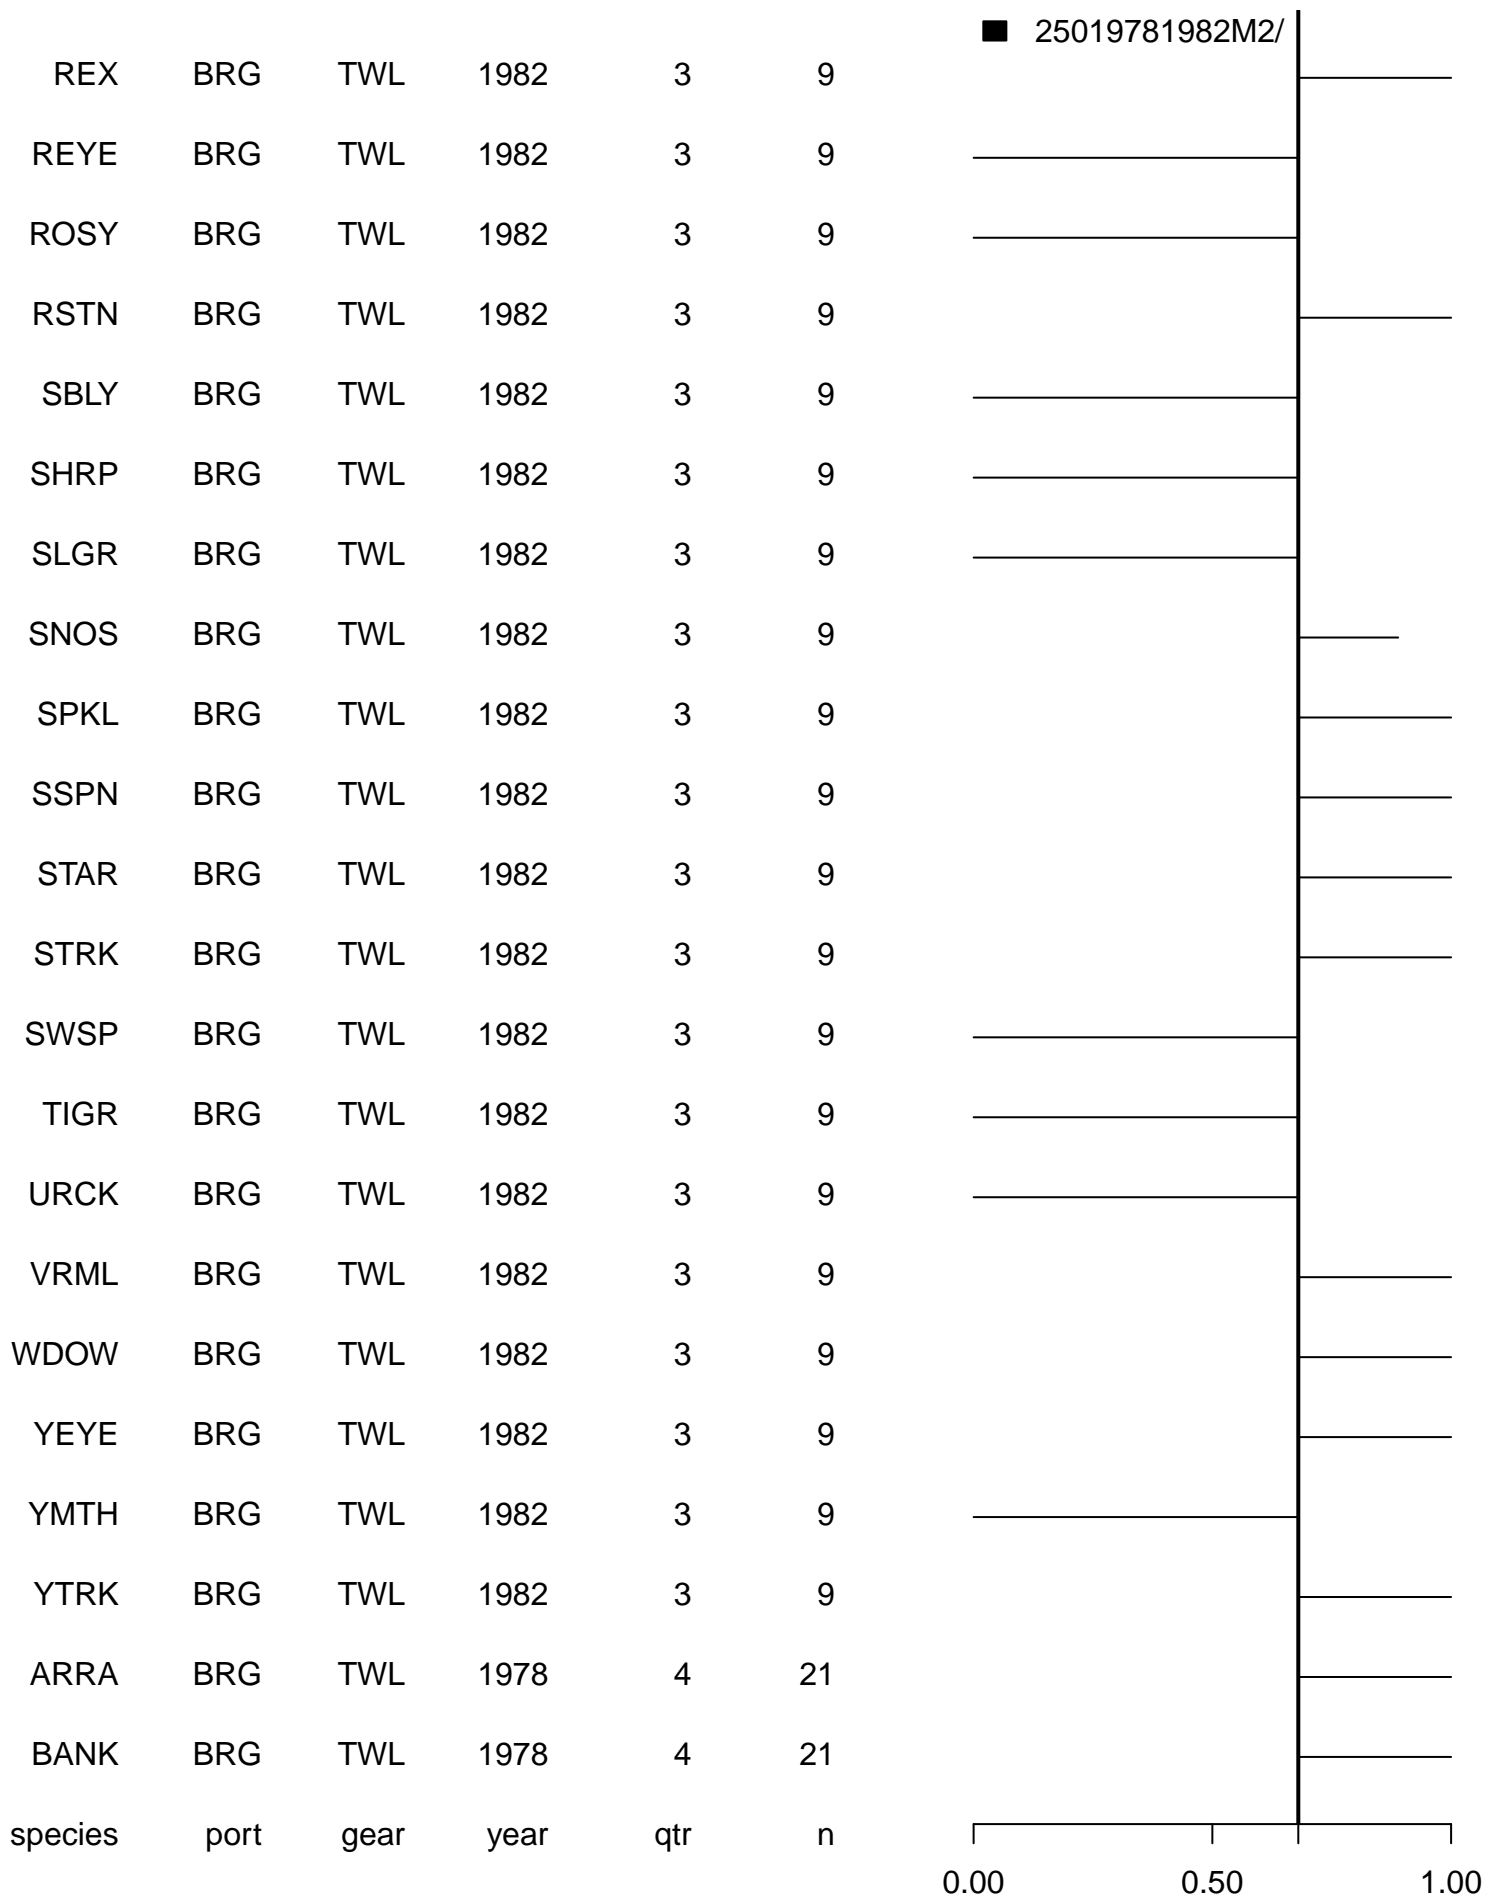 25019781982M2/
REX BRG TWL 1982 3 9
REYE BRG TWL 1982 3 9
ROSY BRG TWL 1982 3 9
RSTN BRG TWL 1982 3 9
SBLY BRG TWL 1982 3 9
SHRP BRG TWL 1982 3 9
SLGR BRG TWL 1982 3 9
SNOS BRG TWL 1982 3 9
SPKL BRG TWL 1982 3 9
SSPN BRG TWL 1982 3 9
STAR BRG TWL 1982 3 9
STRK BRG TWL 1982 3 9
SWSP BRG TWL 1982 3 9
TIGR BRG TWL 1982 3 9
URCK BRG TWL 1982 3 9
VRML BRG TWL 1982 3 9
WDOW BRG TWL 1982 3 9
YEYE BRG TWL 1982 3 9
YMTH BRG TWL 1982 3 9
YTRK BRG TWL 1982 3 9
ARRA BRG TWL 1978 4 21
BANK BRG TWL 1978 4 21
species port gear year qtr n
0.00 0.50 1.00